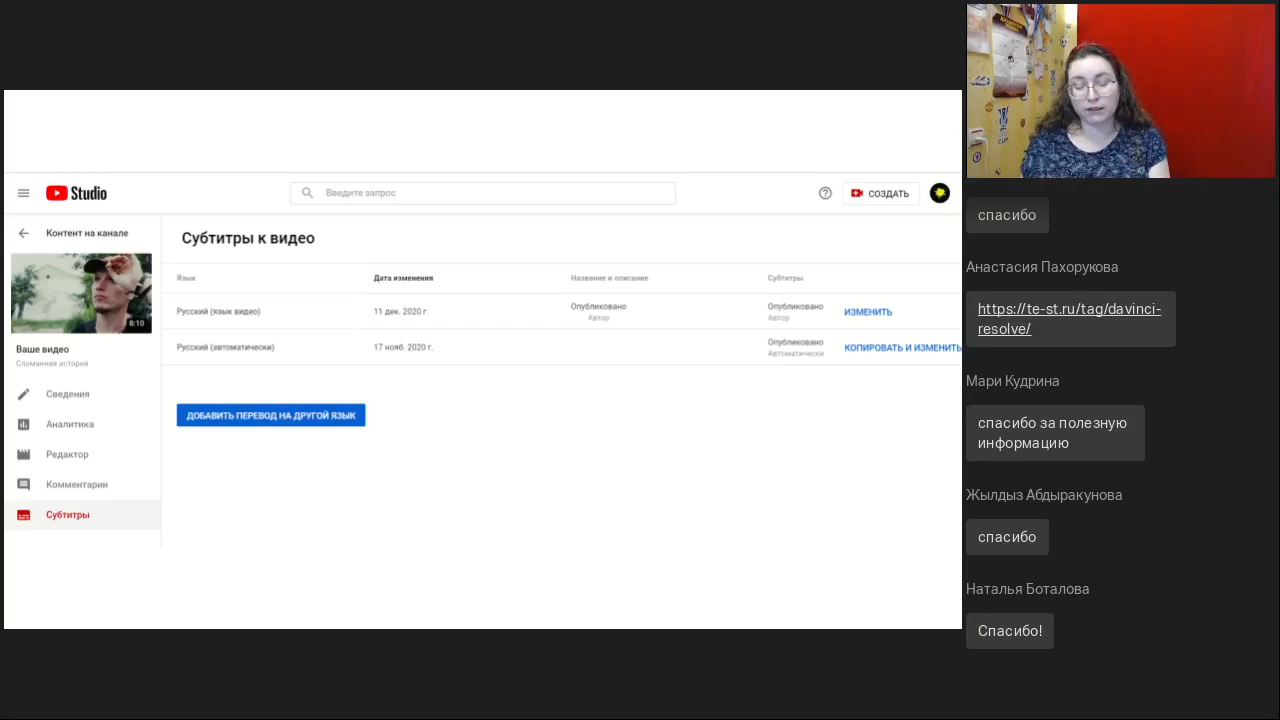 Studio
Введите запрос
СОЗДАТЬ
Контент на канале
8:10
Ваше видео
Сломанная история
Сведения
Аналитика
Редактор
Комментарии
Субтитры
Субтитры к видео
Язык Дата изменения Название и описание Субтитры
Русский (язык видео) 11 дек. 2020 г. Опубликовано Опубликовано ИЗМЕНИТЬ
Автор Автор
Русский (автоматически) 17 нояб. 2020 г. Опубликовано КОПИРОВАТЬ И ИЗМЕНИТЬ
Автоматически
ДОБАВИТЬ ПЕРЕВОД НА ДРУГОЙ ЯЗЫК
CUP
спасибо
Анастасия Пахорукова
https://te-st.ru/tag/davinci-
resolve/
Мари Кудрина
спасибо за полезную
информацию
Жылдыз Абдыракунова
спасибо
Наталья Боталова
Спасибо!